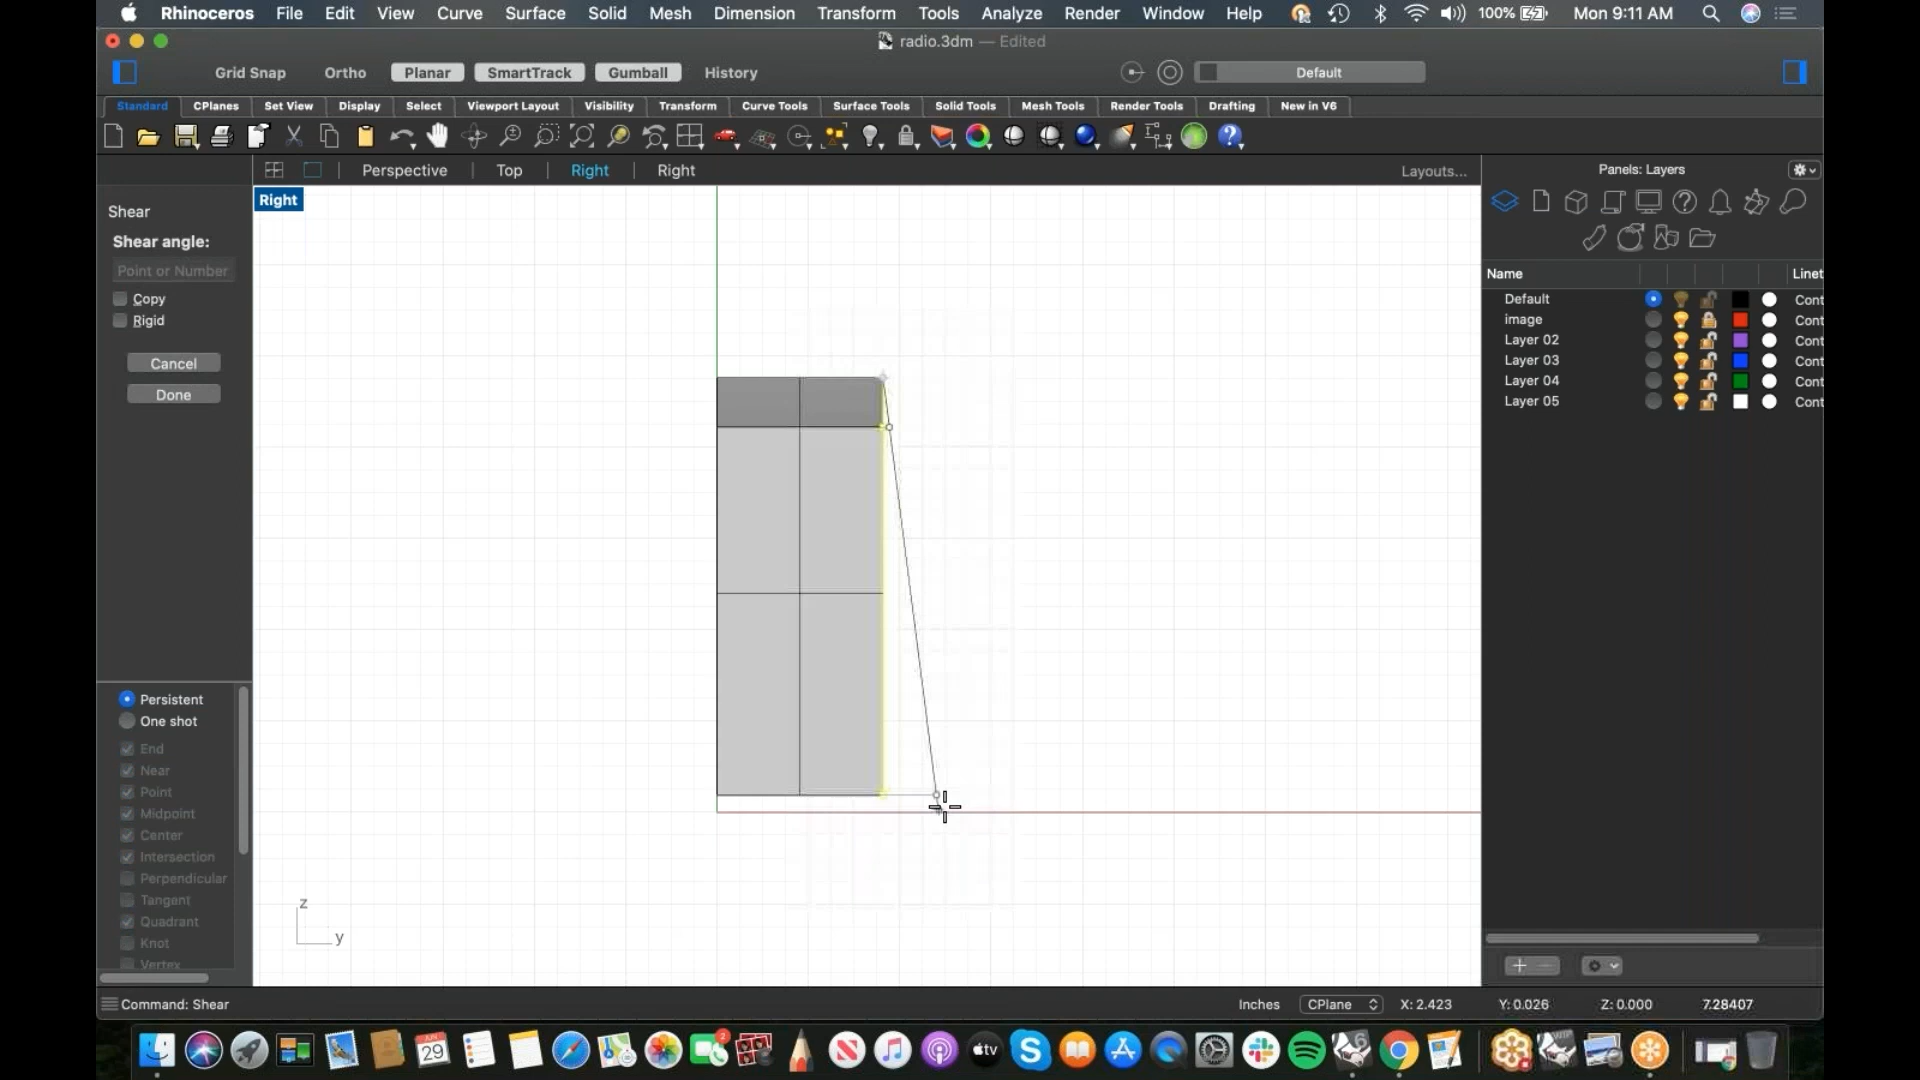 Rhinoceros File Edit View Curve Surface Solid Mesh Dimension Transform Tools Analyze Render Window Help 100% Mon 9:11 AM
radio.3dm — Edited
Grid Snap Ortho Planar SmartTrack Gumball History Default
Standard CPlanes Set View Display Select Viewport Layout Visibility Transform Curve Tools Surface Tools Solid Tools Mesh Tools Render Tools Drafting New in V6
Perspective Top Right Right Layouts... Panels: Layers
Right
Shear
Shear angle:
Point or Number
Copy
Rigid
Cancel
Done
Name Linet
Default Cont
image Cont
Layer 02 Cont
Layer 03 Cont
Layer 04 Cont
Layer 05 Cont
Persistent
One shot
End
Near
Point
Midpoint
Center
Intersection
Perpendicular
Tangent
Quadrant
Knot
Vertex
z
y
Command: Shear Inches CPlane X: 2.423 Y: 0.026 Z: 0.000 7.28407
29
2
tv